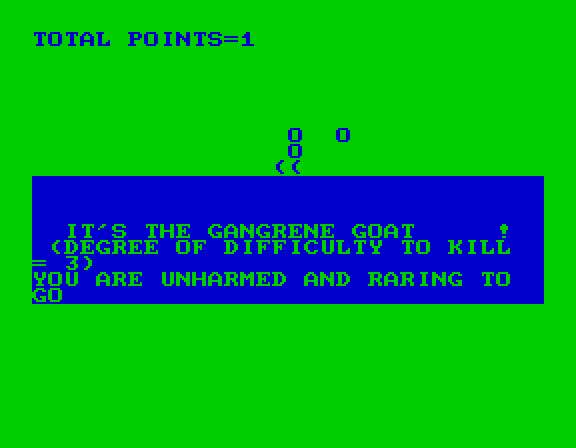 TOTAL POINTS=1
O O
O
((
IT'S THE GANGRENE GOAT !
(DEGREE OF DIFFICULTY TO KILL
= 3)
YOU ARE UNHARMED AND RARING TO
GO